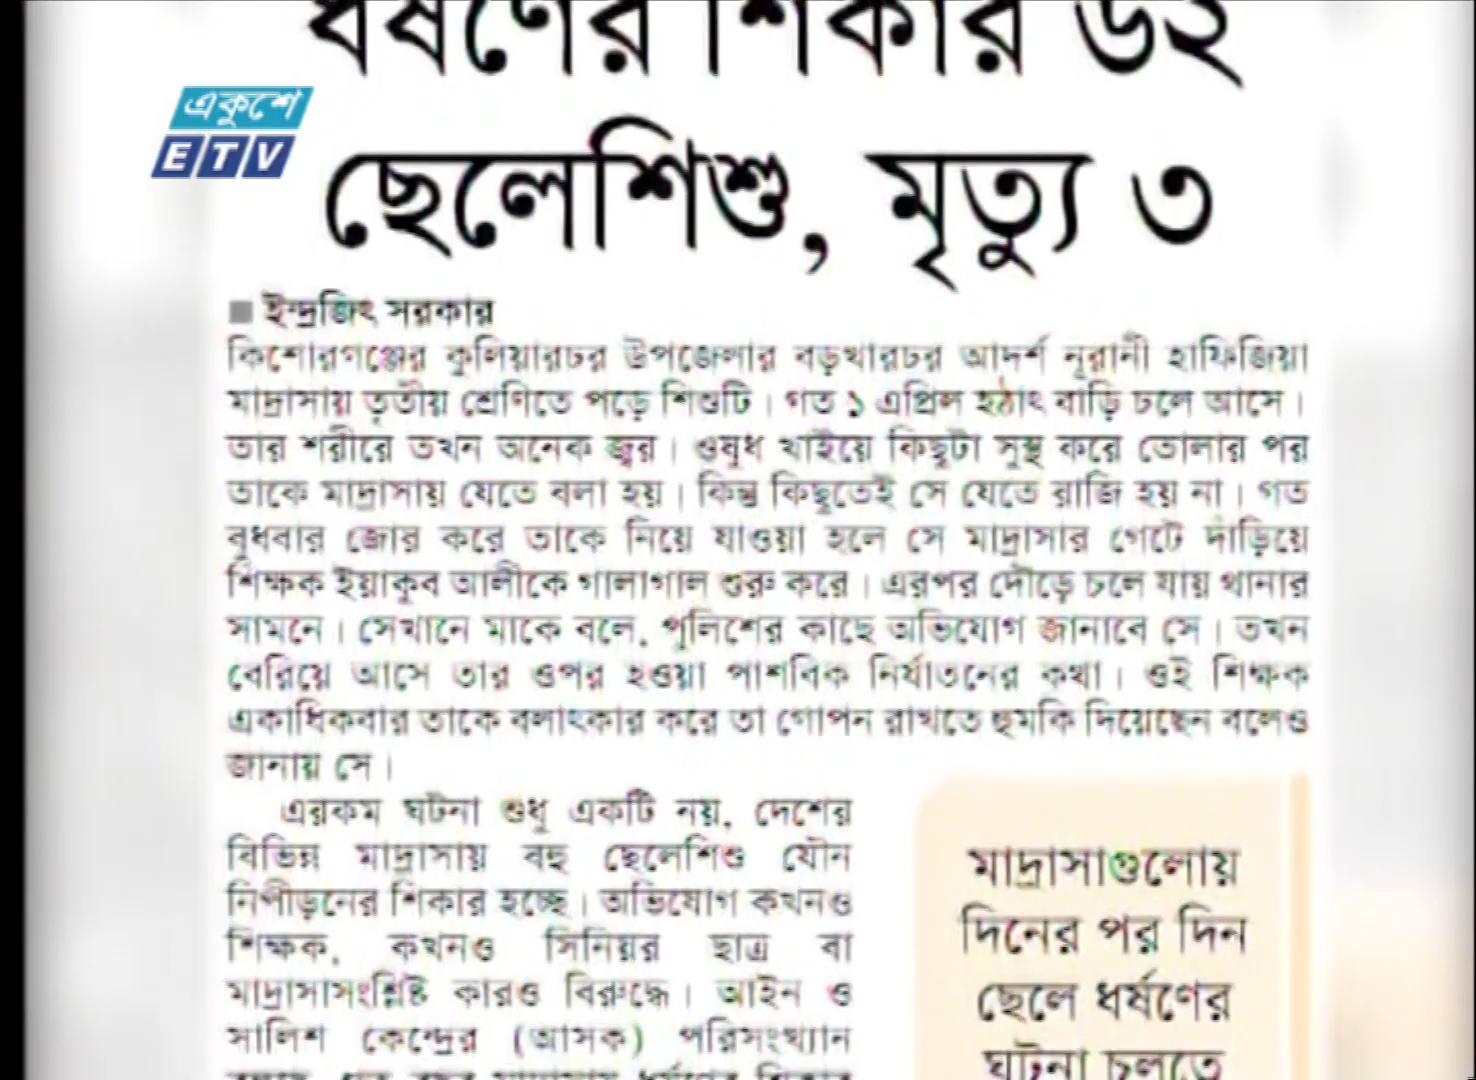 ধর্ষণের শিকার ৬২
একুশে
ETV
ছেলেশিশু, মৃত্যু ৩
ইন্দ্রজিৎ সরকার
কিশোরগঞ্জের কুলিয়ারচর উপজেলার বড়খারচর আদর্শ নূরানী হাফিজিয়া
মাদ্রাসায় তৃতীয় শ্রেণিতে পড়ে শিশুটি। গত ১ এপ্রিল হঠাৎ বাড়ি চলে আসে।
তার শরীরে তখন অনেক জ্বর। ওষুধ খাইয়ে কিছুটা সুস্থ করে তোলার পর
তাকে মাদ্রাসায় যেতে বলা হয়। কিন্তু কিছুতেই সে যেতে রাজি হয় না। গত
বুধবার জোর করে তাকে নিয়ে যাওয়া হলে সে মাদ্রাসার গেটে দাঁড়িয়ে
শিক্ষক ইয়াকুব আলীকে গালাগাল শুরু করে। এরপর দৌড়ে চলে যায় থানার
সামনে। সেখানে মাকে বলে, পুলিশের কাছে অভিযোগ জানাবে সে। তখন
বেরিয়ে আসে তার ওপর হওয়া পাশবিক নির্যাতনের কথা। ওই শিক্ষক
একাধিকবার তাকে বলাৎকার করে তা গোপন রাখতে হুমকি দিয়েছেন বলেও
জানায় সে।
এরকম ঘটনা শুধু একটি নয়, দেশের
বিভিন্ন মাদ্রাসায় বহু ছেলেশিশু যৌন
নিপীড়নের শিকার হচ্ছে। অভিযোগ কখনও
শিক্ষক, কখনও সিনিয়র ছাত্র বা
মাদ্রাসাসংশ্লিষ্ট কারও বিরুদ্ধে। আইন ও
সালিশ কেন্দ্রের (আসক) পরিসংখ্যান
মাদ্রাসাগুলোয়
দিনের পর দিন
ছেলে ধর্ষণের
ঘটনা চলতে